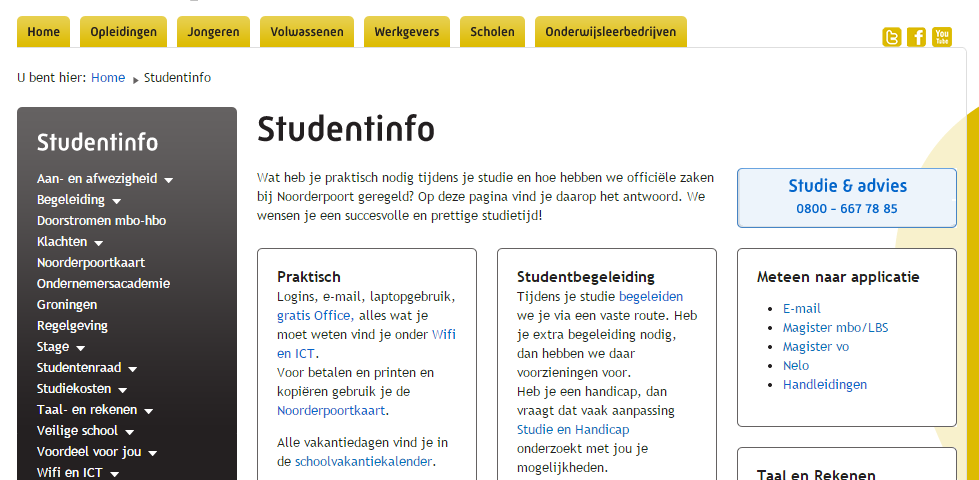 Home Opleidingen Jongeren Volwassenen Werkgevers Scholen Onderwijsleerbedrijven
You Tube
U bent hier: Home Studentinfo
Studentinfo
Aan- en afwezigheid
Begeleiding
Doorstromen mbo-hbo
Klachten
Noorderpoortkaart
Ondernemersacademie
Groningen
Regelgeving
Stage
Studentenraad
Studiekosten
Taal- en rekenen
Veilige school
Voordeel voor jou
Wifi en ICT
Studentinfo
Wat heb je praktisch nodig tijdens je studie en hoe hebben we officiële zaken
bij Noorderpoort geregeld? Op deze pagina vind je daarop het antwoord. We
wensen je een succesvolle en prettige studietijd!
Praktisch
Logins, e-mail, laptopgebruik,
gratis Office, alles wat je
moet weten vind je onder Wifi
en ICT.
Voor betalen en printen en
kopiëren gebruik je de
Noorderpoortkaart.
Alle vakantiedagen vind je in
de schoolvakantiekalender.
Studentbegeleiding
Tijdens je studie begeleiden
we je via een vaste route. Heb
je extra begeleiding nodig,
dan hebben we daar
voorzieningen voor.
Heb je een handicap, dan
vraagt dat vaak aanpassing
Studie en Handicap
onderzoekt met jou je
mogelijkheden.
Studie & advies
0800 - 667 78 85
Meteen naar applicatie
E-mail
Magister mbo/LBS
Magister vo
Nelo
Handleidingen
Taal en Rekenen